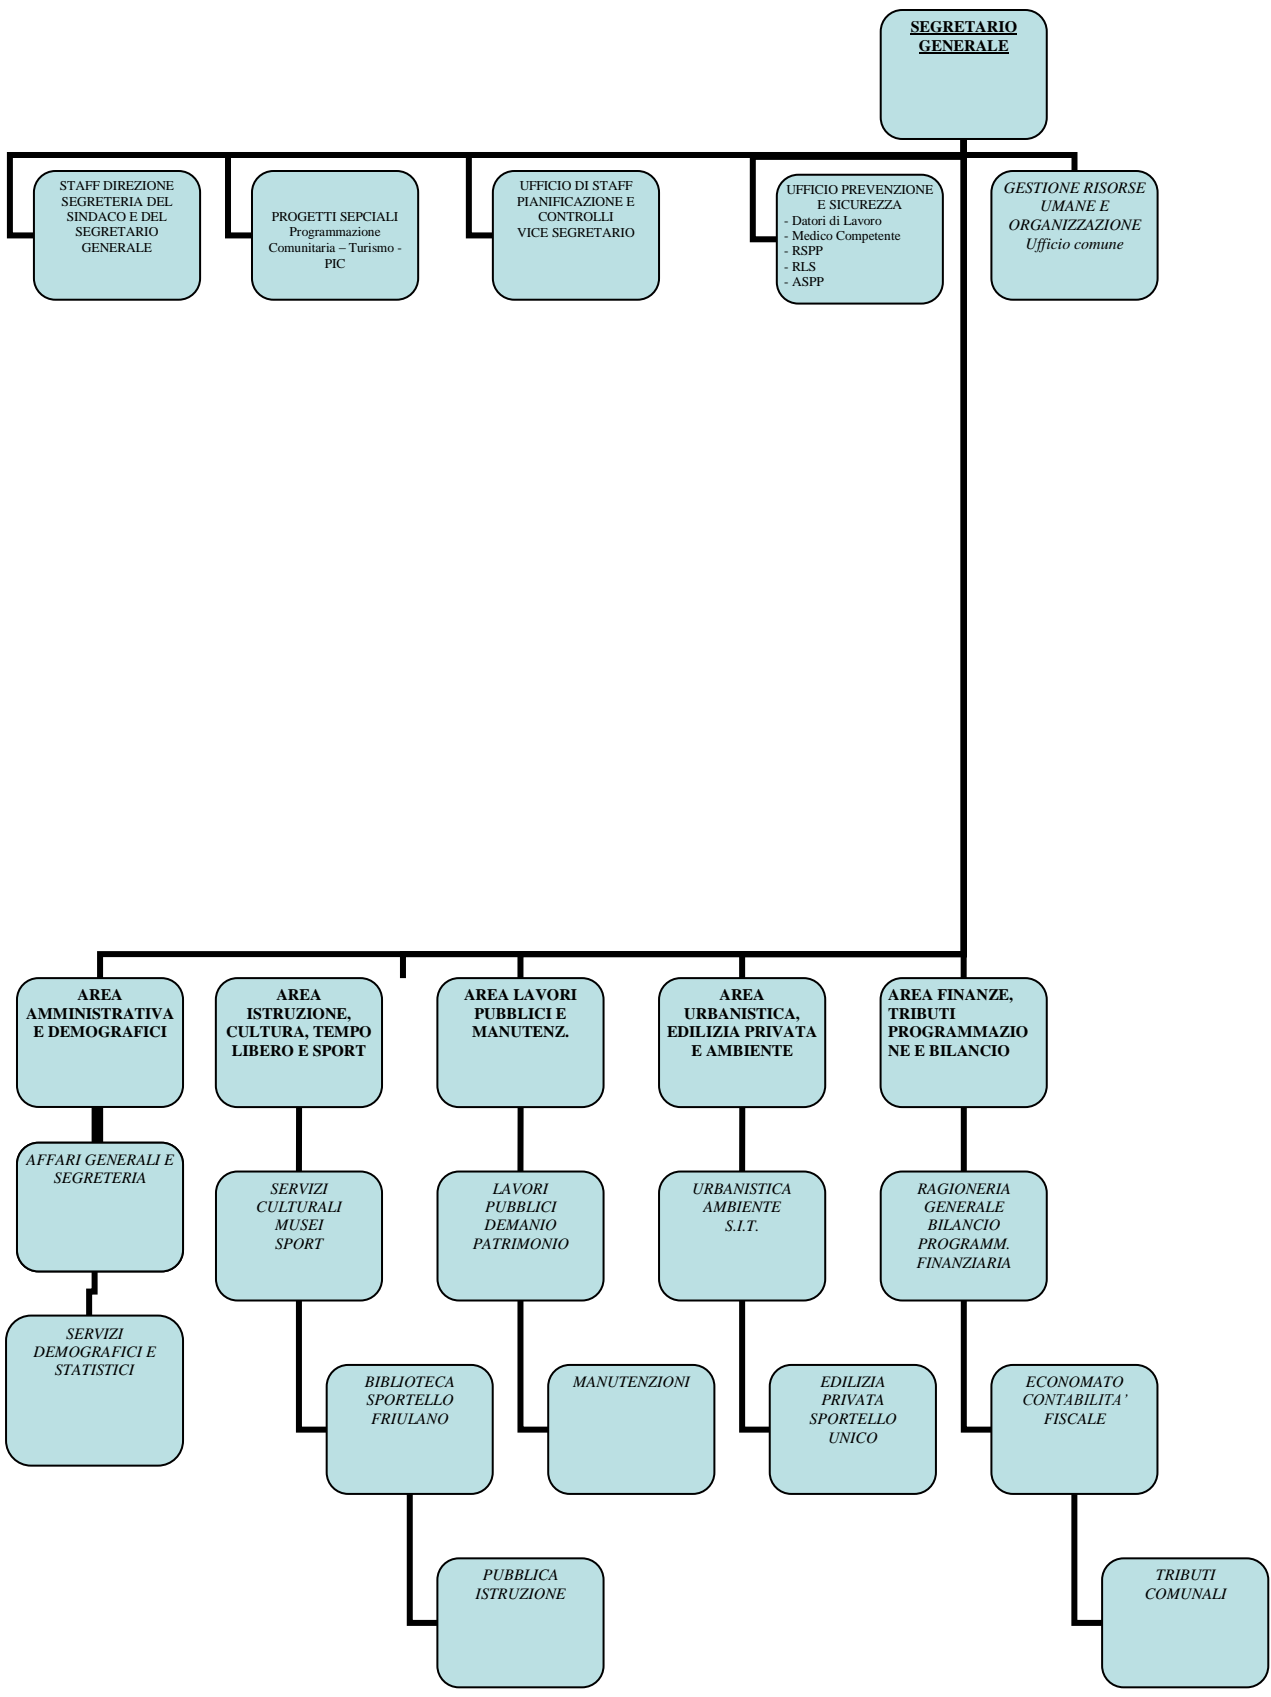 SEGRETARIO
GENERALE
STAFF DIREZIONE
SEGRETERIA DEL
SINDACO E DEL
SEGRETARIO
GENERALE
PROGETTI SEPCIALI
Programmazione
Comunitaria – Turismo -
PIC
UFFICIO DI STAFF
PIANIFICAZIONE E
CONTROLLI
VICE SEGRETARIO
UFFICIO PREVENZIONE
E SICUREZZA
- Datori di Lavoro
- Medico Competente
- RSPP
- RLS
- ASPP
GESTIONE RISORSE
UMANE E
ORGANIZZAZIONE
Ufficio comune
AREA
AMMINISTRATIVA
E DEMOGRAFICI
AREA
ISTRUZIONE,
CULTURA, TEMPO
LIBERO E SPORT
AREA LAVORI
PUBBLICI E
MANUTENZ.
AREA
URBANISTICA,
EDILIZIA PRIVATA
E AMBIENTE
AREA FINANZE,
TRIBUTI
PROGRAMMAZIO
NE E BILANCIO
AFFARI GENERALI E
SEGRETERIA
SERVIZI
CULTURALI
MUSEI
SPORT
LAVORI
PUBBLICI
DEMANIO
PATRIMONIO
URBANISTICA
AMBIENTE
S.I.T.
RAGIONERIA
GENERALE
BILANCIO
PROGRAMM.
FINANZIARIA
SERVIZI
DEMOGRAFICI E
STATISTICI
BIBLIOTECA
SPORTELLO
FRIULANO
MANUTENZIONI
EDILIZIA
PRIVATA
SPORTELLO
UNICO
ECONOMATO
CONTABILITA’
FISCALE
PUBBLICA
ISTRUZIONE
TRIBUTI
COMUNALI